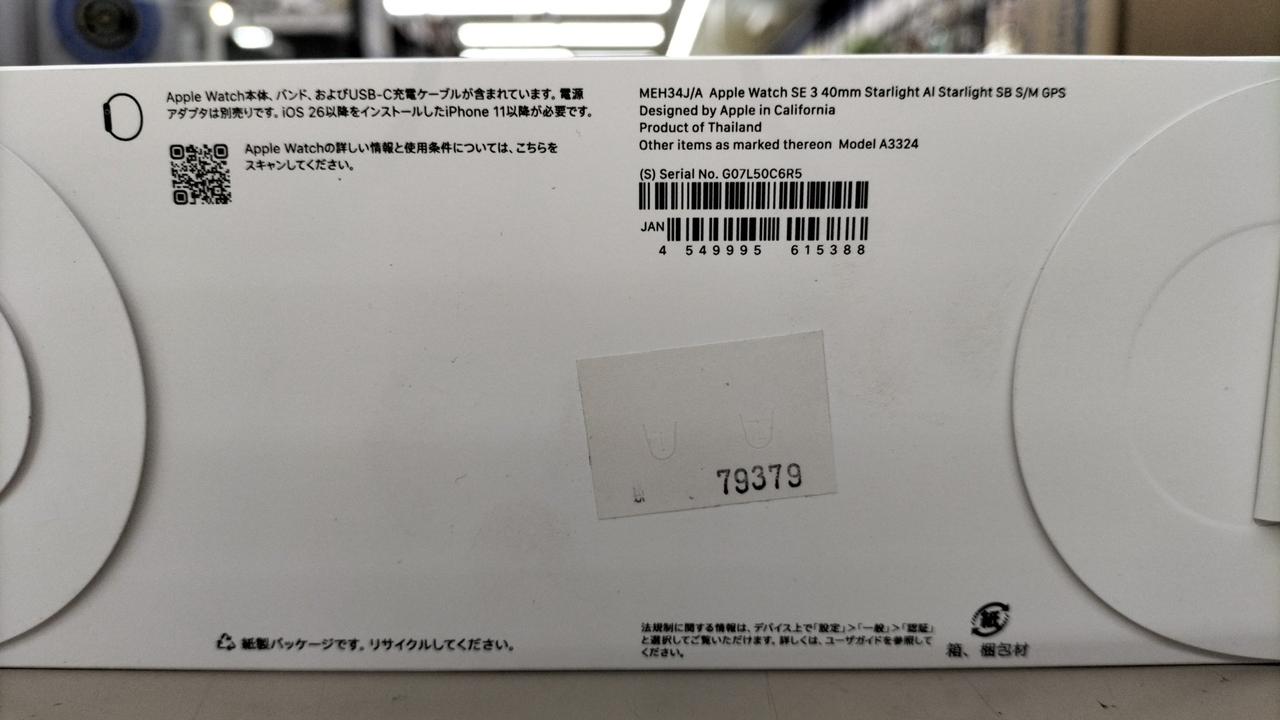 Apple Watch本体、バンド、およびUSB-C充電ケーブルが含まれています。電源
アダプタは別売りです。iOS 26以降をインストールしたiPhone 11以降が必要です。
Apple Watchの詳しい情報と使用条件については、こちらを
スキャンしてください。
MEH34J/A Apple Watch SE 3 40mm Starlight Al Starlight SB S/M GPS
Designed by Apple in California
Product of Thailand
Other items as marked thereon Model A3324
(S) Serial No. G07L50C6R5
JAN
4 549995 615388
79379
紙製パッケージです。リサイクルしてください。
法規制に関する情報は、デバイス上で「設定」>「一般」>「認証」
と選択してご覧いただけます。詳しくは、ユーザガイドを参照して
ください。
紙
箱、梱包材